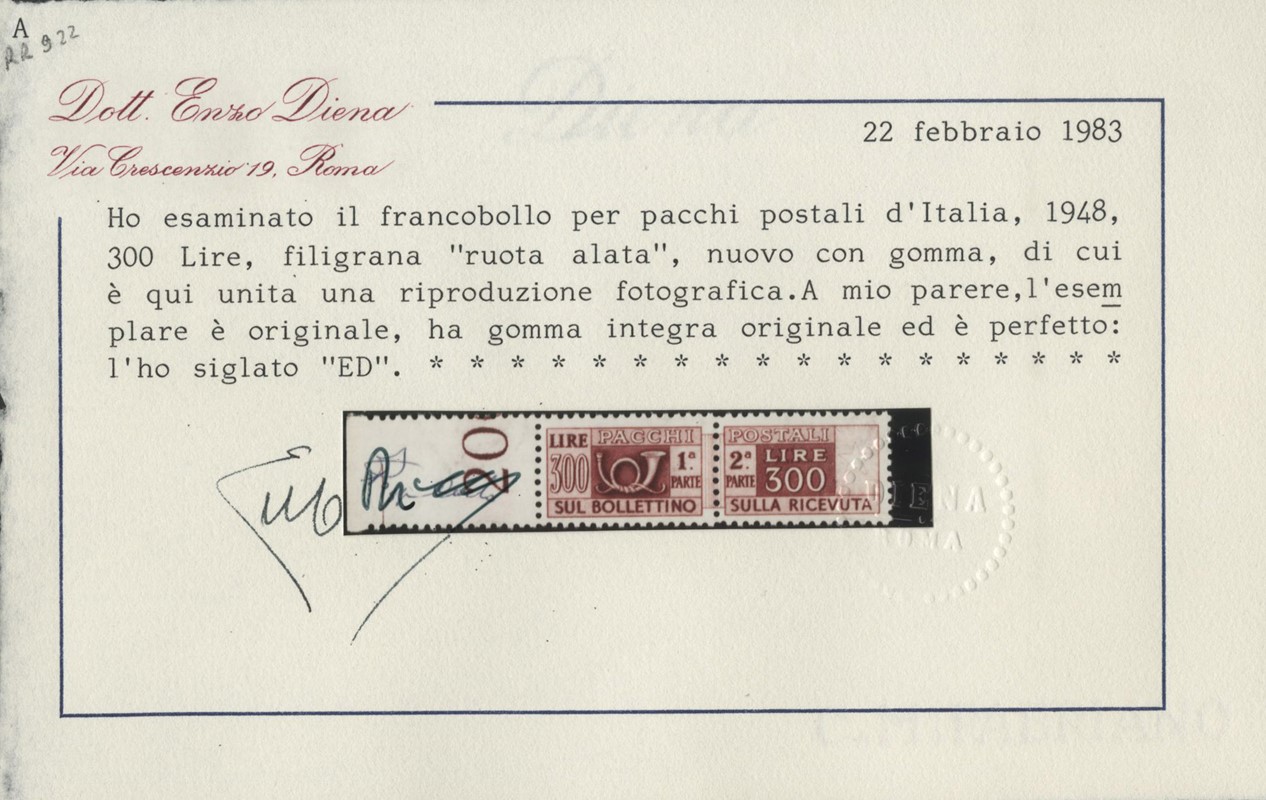 A
RR 922
Dott. Enzo Diena
Via Crescenzio 19, Roma
22 febbraio 1983
Ho esaminato il francobollo per pacchi postali d'Italia, 1948,
300 Lire, filigrana "ruota alata", nuovo con gomma, di cui
è qui unita una riproduzione fotografica.A mio parere,l'esem
plare è originale, ha gomma integra originale ed è perfetto:
l'ho siglato "ED". * * * * * * * * * * * * * * * * * *
LIRE PACCHI
300 1ª PARTE
SUL BOLLETTINO
POSTALI
2ª PARTE LIRE 300
SULLA RICEVUTA
DIENA
ROMA